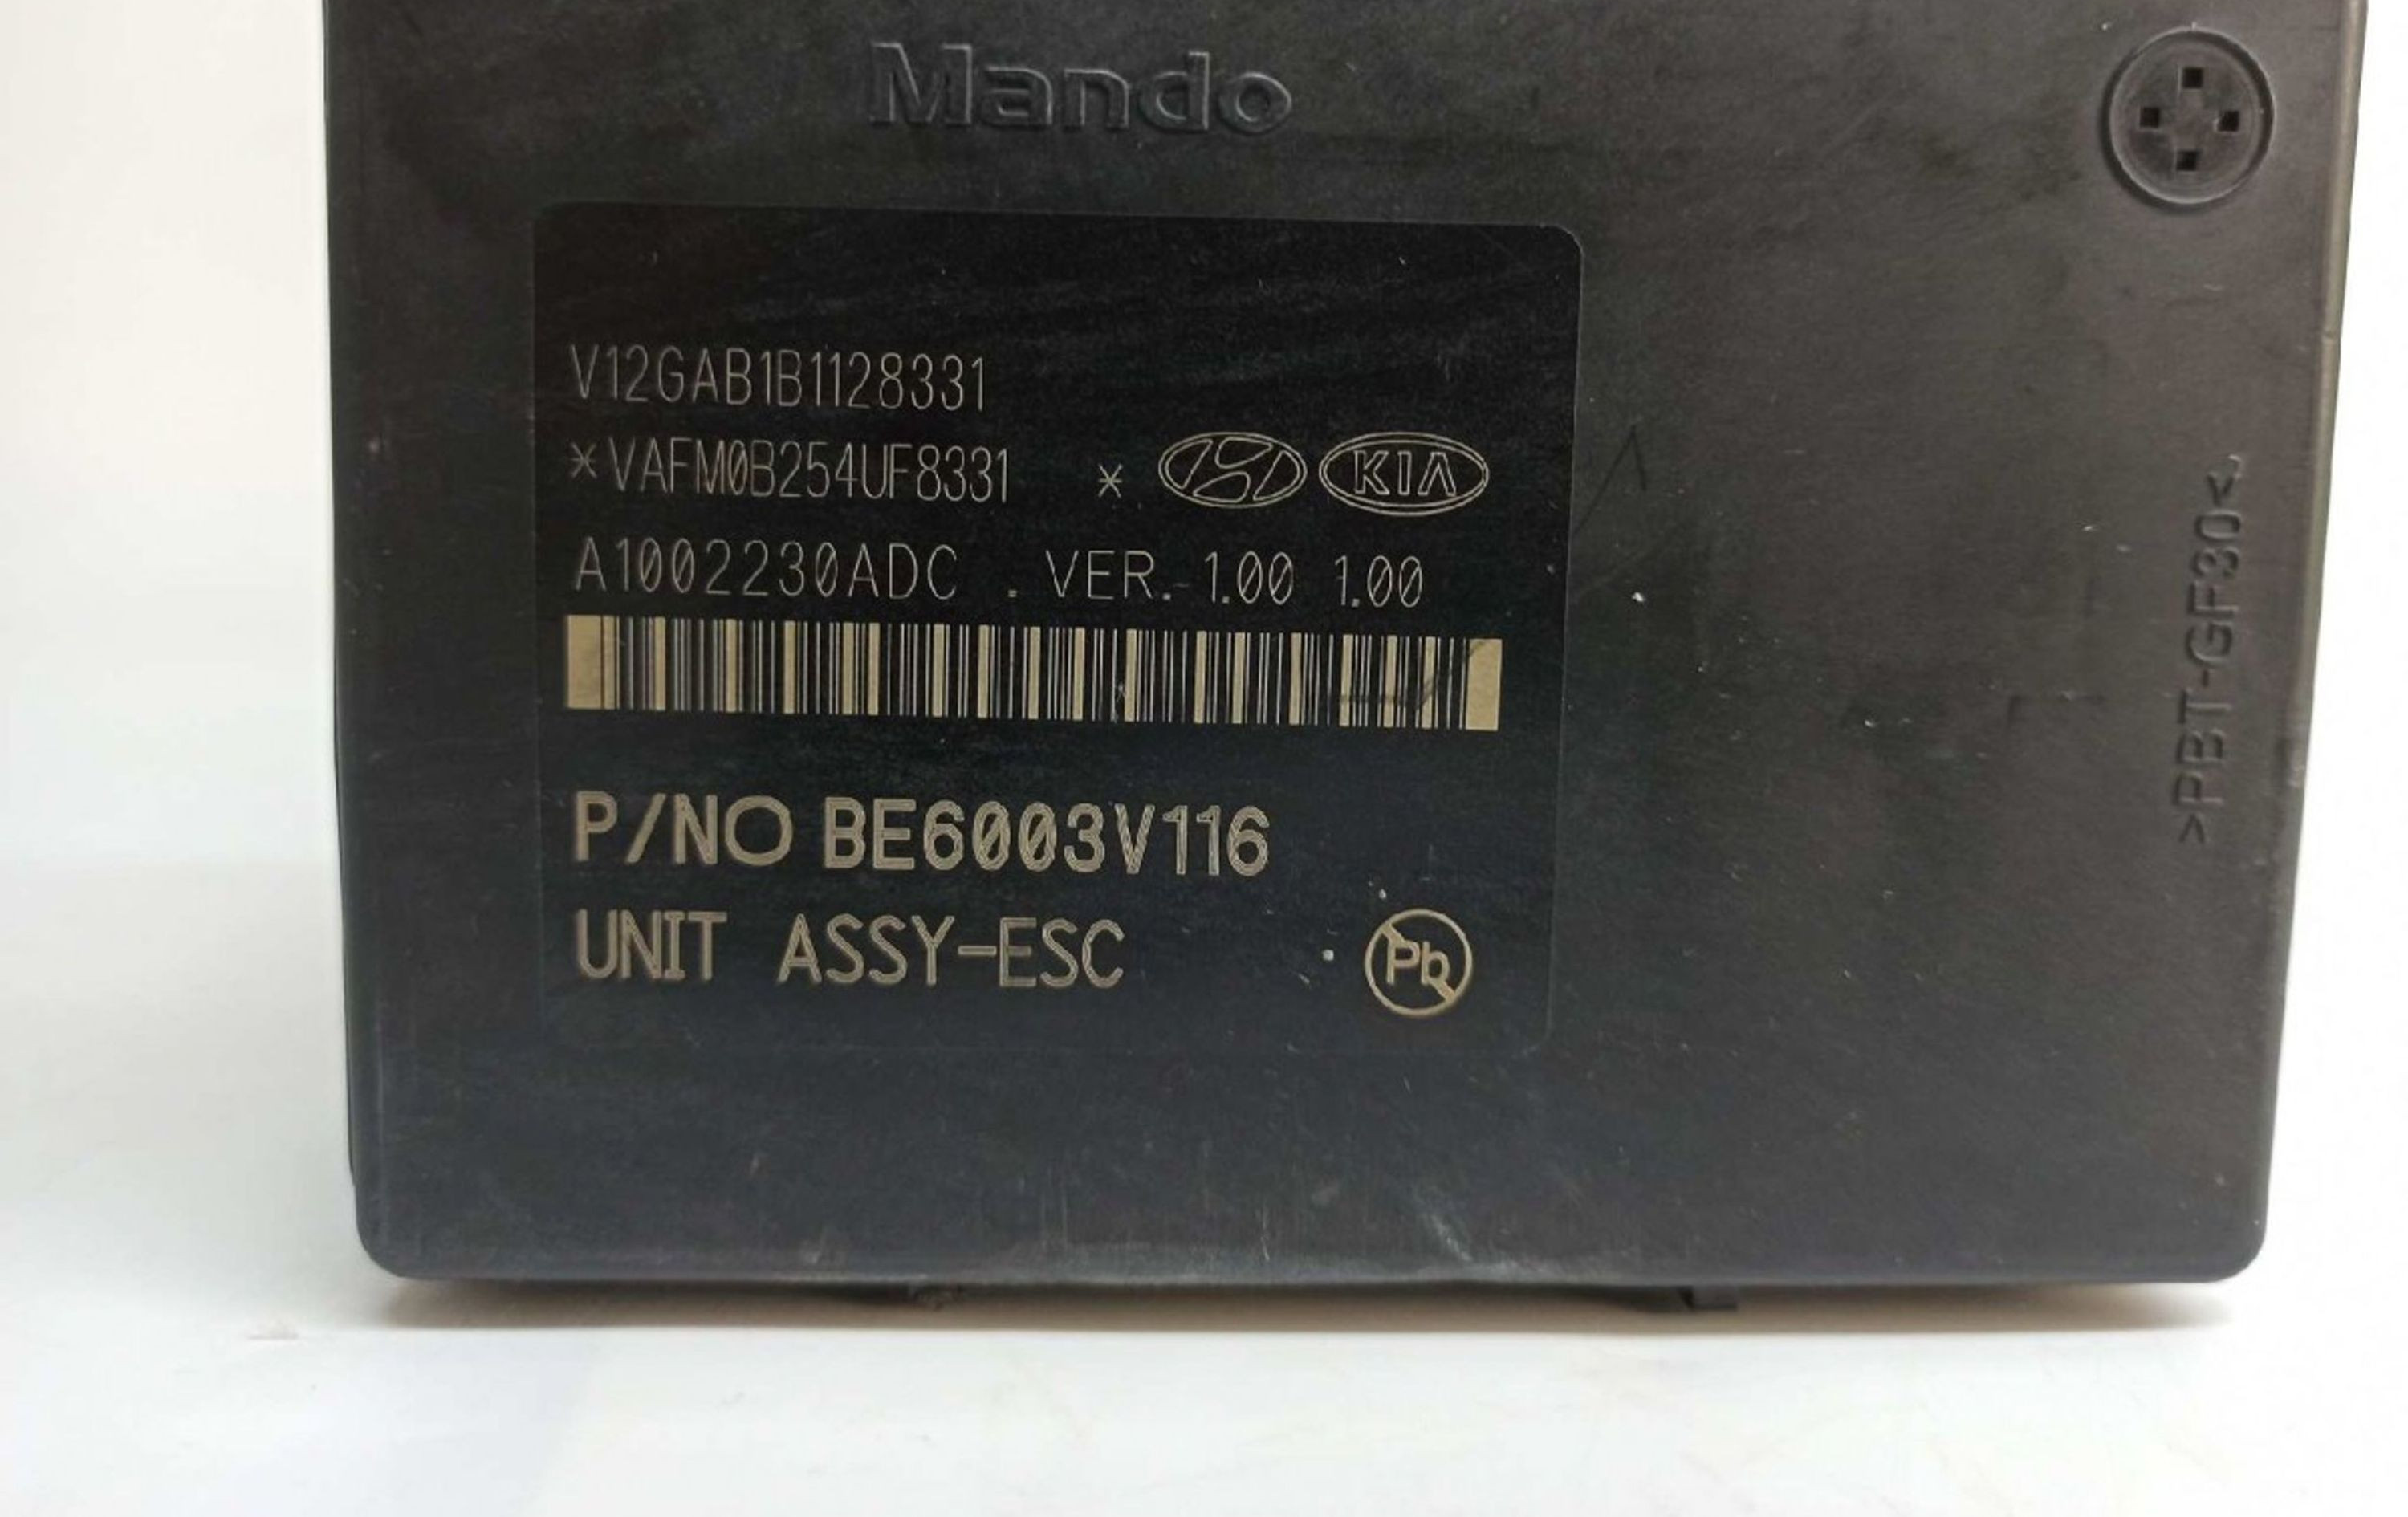 Mando
V12GAB1B1128331
*VAFM0B254UF8331 * KIA
A1002230ADC . VER.- 1.00 1.00
P/NO BE6003V116
UNIT ASSY-ESC
Pb
>PBT-GF30<